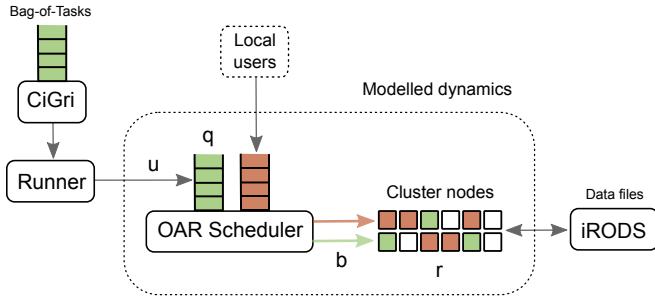 Bag-of-Tasks
CiGri
Runner
u
Local
users
Modelled dynamics
q
OAR Scheduler
b
Cluster nodes
r
Data files
iRODS